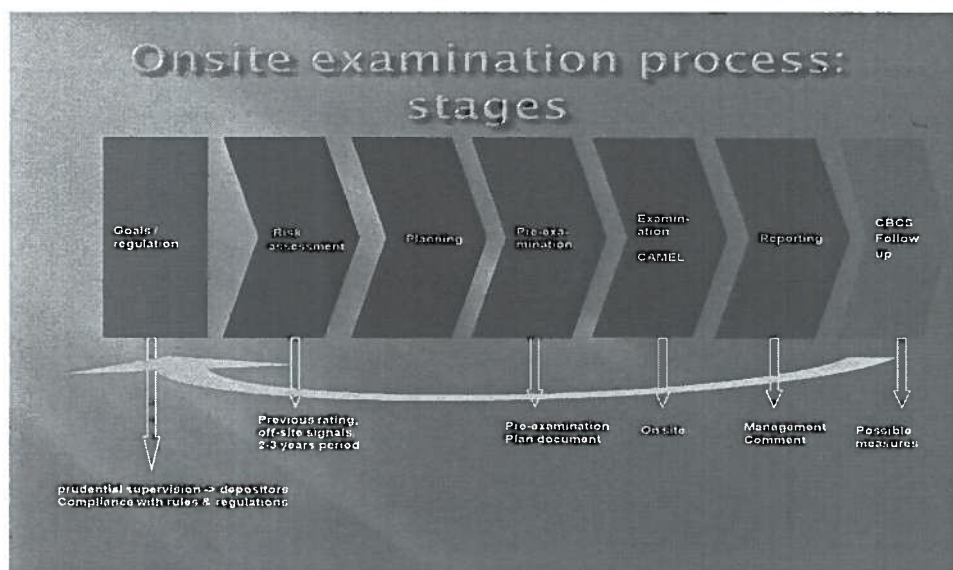 Onsite examination process:
stages
Goals /
regulation
Risk
assessment
Planning
Pre-exa-
mination
Examin-
ation
CAMEL
Reporting
CBCS
Follow
up
Previous rating,
off-site signals
2-3 years period
Pre-examination
Plan document
On site
Management
Comment
Possible
measures
prudential supervision -> depositors
Compliance with rules & regulations